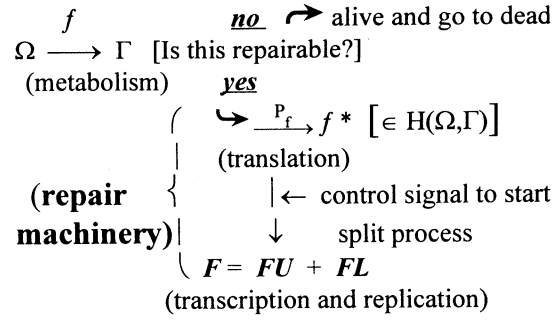 f no ↱ alive and go to dead
Ω ⟶ Γ [Is this repairable?]
(metabolism) yes
↳ P_f ⟶ f * [∈ H(Ω,Γ)]
(translation)
(repair machinery)
← control signal to start
↓ split process
F = FU + FL
(transcription and replication)